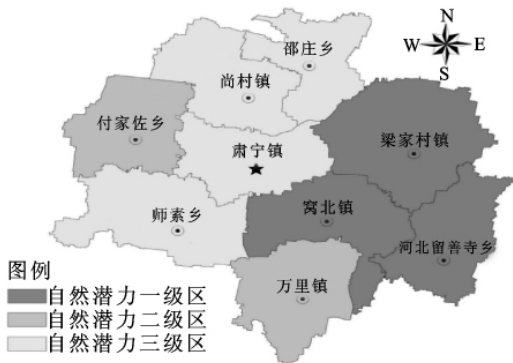 N
W E
S
邵庄乡
尚村镇
付家佐乡
肃宁镇
梁家村镇
师素乡
窝北镇
河北留善寺乡
万里镇
图例
自然潜力一级区
自然潜力二级区
自然潜力三级区